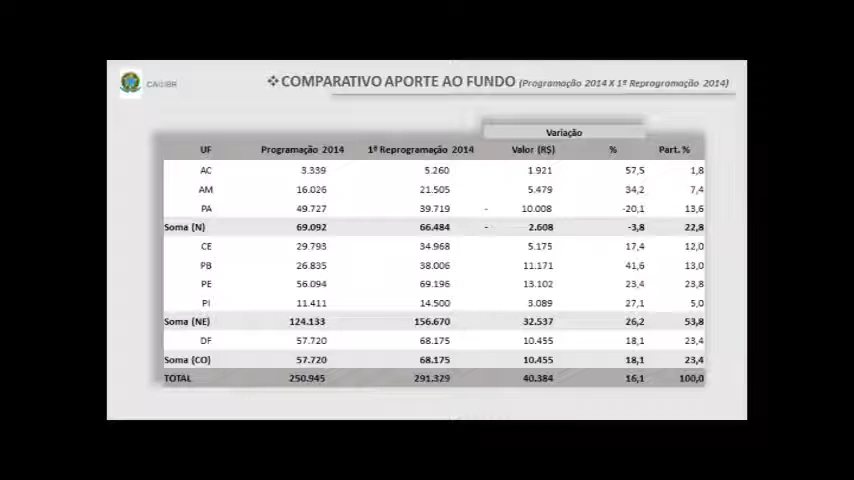 CAU/BR
❖COMPARATIVO APORTE AO FUNDO (Programação 2014 X 1ª Reprogramação 2014)
Variação
UF Programação 2014 1ª Reprogramação 2014 Valor (R$) % Part. %
AC 3.339 5.260 1.921 57,5 1,8
AM 16.026 21.505 5.479 34,2 7,4
PA 49.727 39.719 - 10.008 -20,1 13,6
Soma (N) 69.092 66.484 - 2.608 -3,8 22,8
CE 29.793 34.968 5.175 17,4 12,0
PB 26.835 38.006 11.171 41,6 13,0
PE 56.094 69.196 13.102 23,4 23,8
PI 11.411 14.500 3.089 27,1 5,0
Soma (NE) 124.133 156.670 32.537 26,2 53,8
DF 57.720 68.175 10.455 18,1 23,4
Soma (CO) 57.720 68.175 10.455 18,1 23,4
TOTAL 250.945 291.329 40.384 16,1 100,0